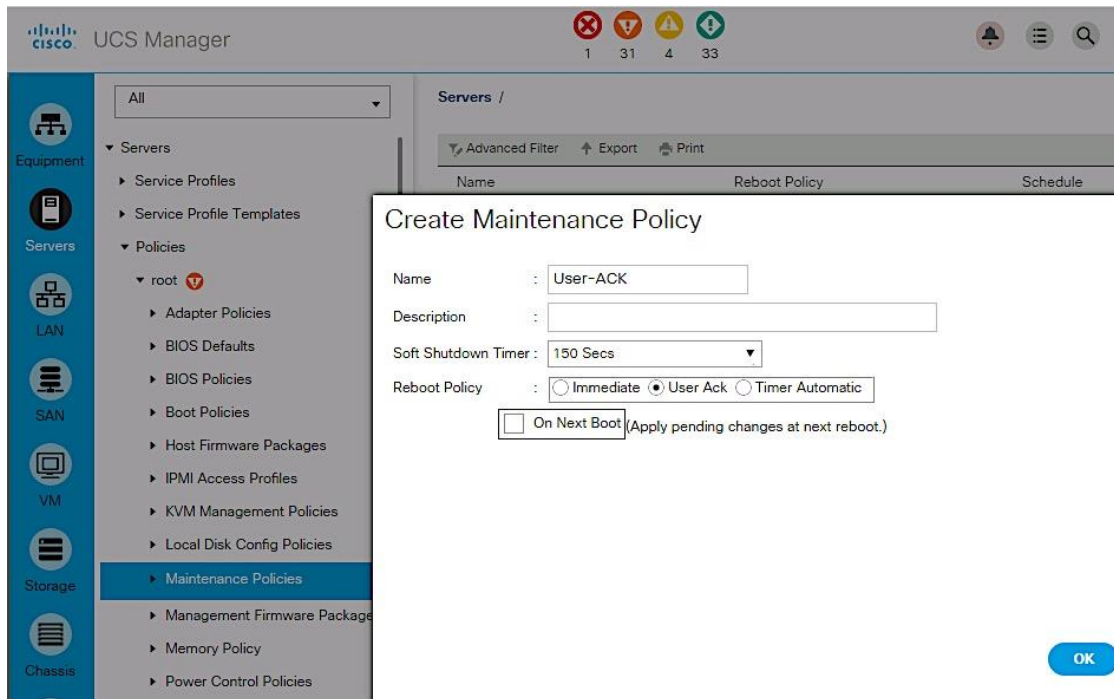 cisco UCS Manager
1 31 4 33
Equipment
Servers
LAN
SAN
VM
Storage
Chassis
All
Servers
Service Profiles
Service Profile Templates
Policies
root
Adapter Policies
BIOS Defaults
BIOS Policies
Boot Policies
Host Firmware Packages
IPMI Access Profiles
KVM Management Policies
Local Disk Config Policies
Maintenance Policies
Management Firmware Package
Memory Policy
Power Control Policies
Servers /
Advanced Filter Export Print
Name Reboot Policy Schedule
Create Maintenance Policy
Name : User-ACK
Description :
Soft Shutdown Timer : 150 Secs
Reboot Policy : Immediate User Ack Timer Automatic
On Next Boot (Apply pending changes at next reboot.)
OK